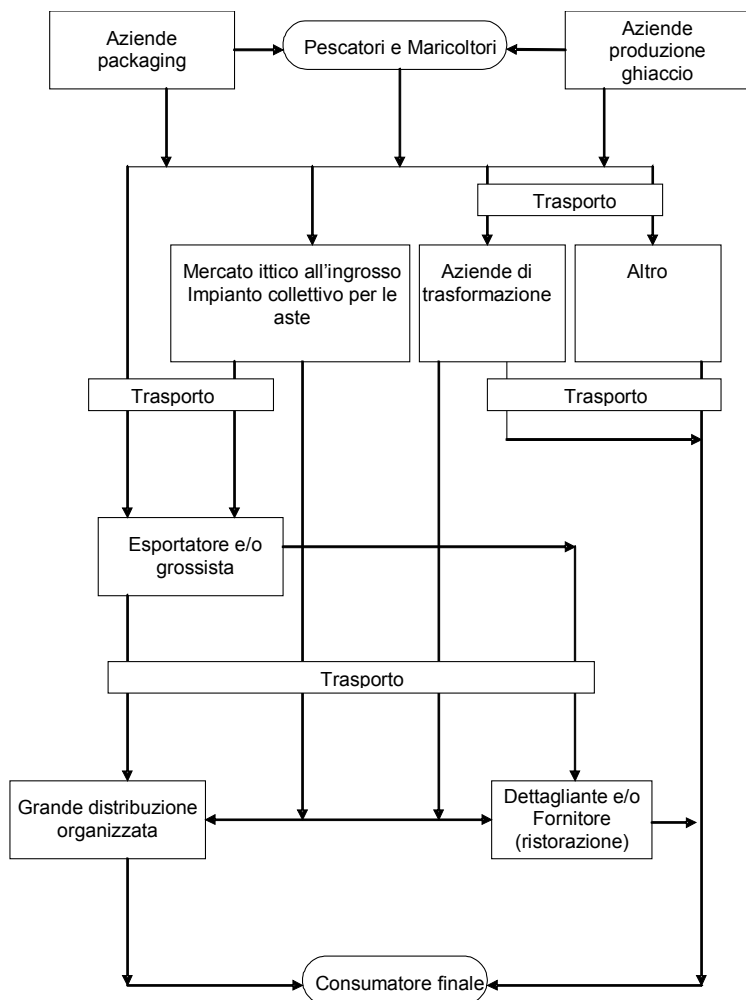 Aziende
packaging
Pescatori e Maricoltori
Aziende
produzione
ghiaccio
Trasporto
Mercato ittico all’ingrosso
Impianto collettivo per le
aste
Aziende di
trasformazione
Altro
Trasporto
Trasporto
Esportatore e/o
grossista
Trasporto
Grande distribuzione
organizzata
Dettagliante e/o
Fornitore
(ristorazione)
Consumatore finale